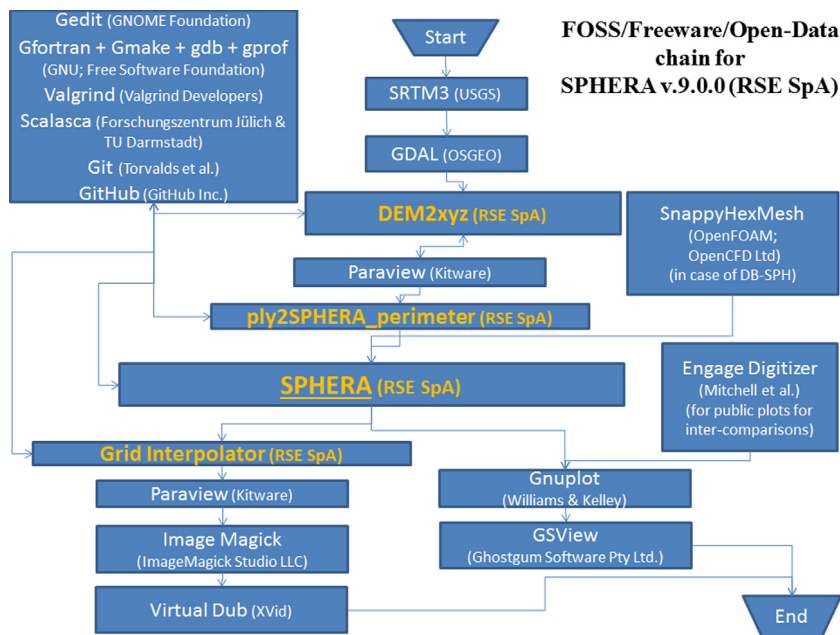 Gedit (GNOME Foundation)
Gfortran + Gmake + gdb + gprof
(GNU; Free Software Foundation)
Valgrind (Valgrind Developers)
Scalasca (Forschungszentrum Jülich &
TU Darmstadt)
Git (Torvalds et al.)
GitHub (GitHub Inc.)
Start
FOSS/Freeware/Open-Data
chain for
SPHERA v.9.0.0 (RSE SpA)
SRTM3 (USGS)
GDAL (OSGEO)
DEM2xyz (RSE SpA)
SnappyHexMesh
(OpenFOAM;
OpenCFD Ltd)
(in case of DB-SPH)
Paraview (Kitware)
ply2SPHERA_perimeter (RSE SpA)
SPHERA (RSE SpA)
Engage Digitizer
(Mitchell et al.)
(for public plots for
inter-comparisons)
Grid Interpolator (RSE SpA)
Paraview (Kitware)
Gnuplot
(Williams & Kelley)
Image Magick
(ImageMagick Studio LLC)
GSView
(Ghostgum Software Pty Ltd.)
Virtual Dub (XVid)
End